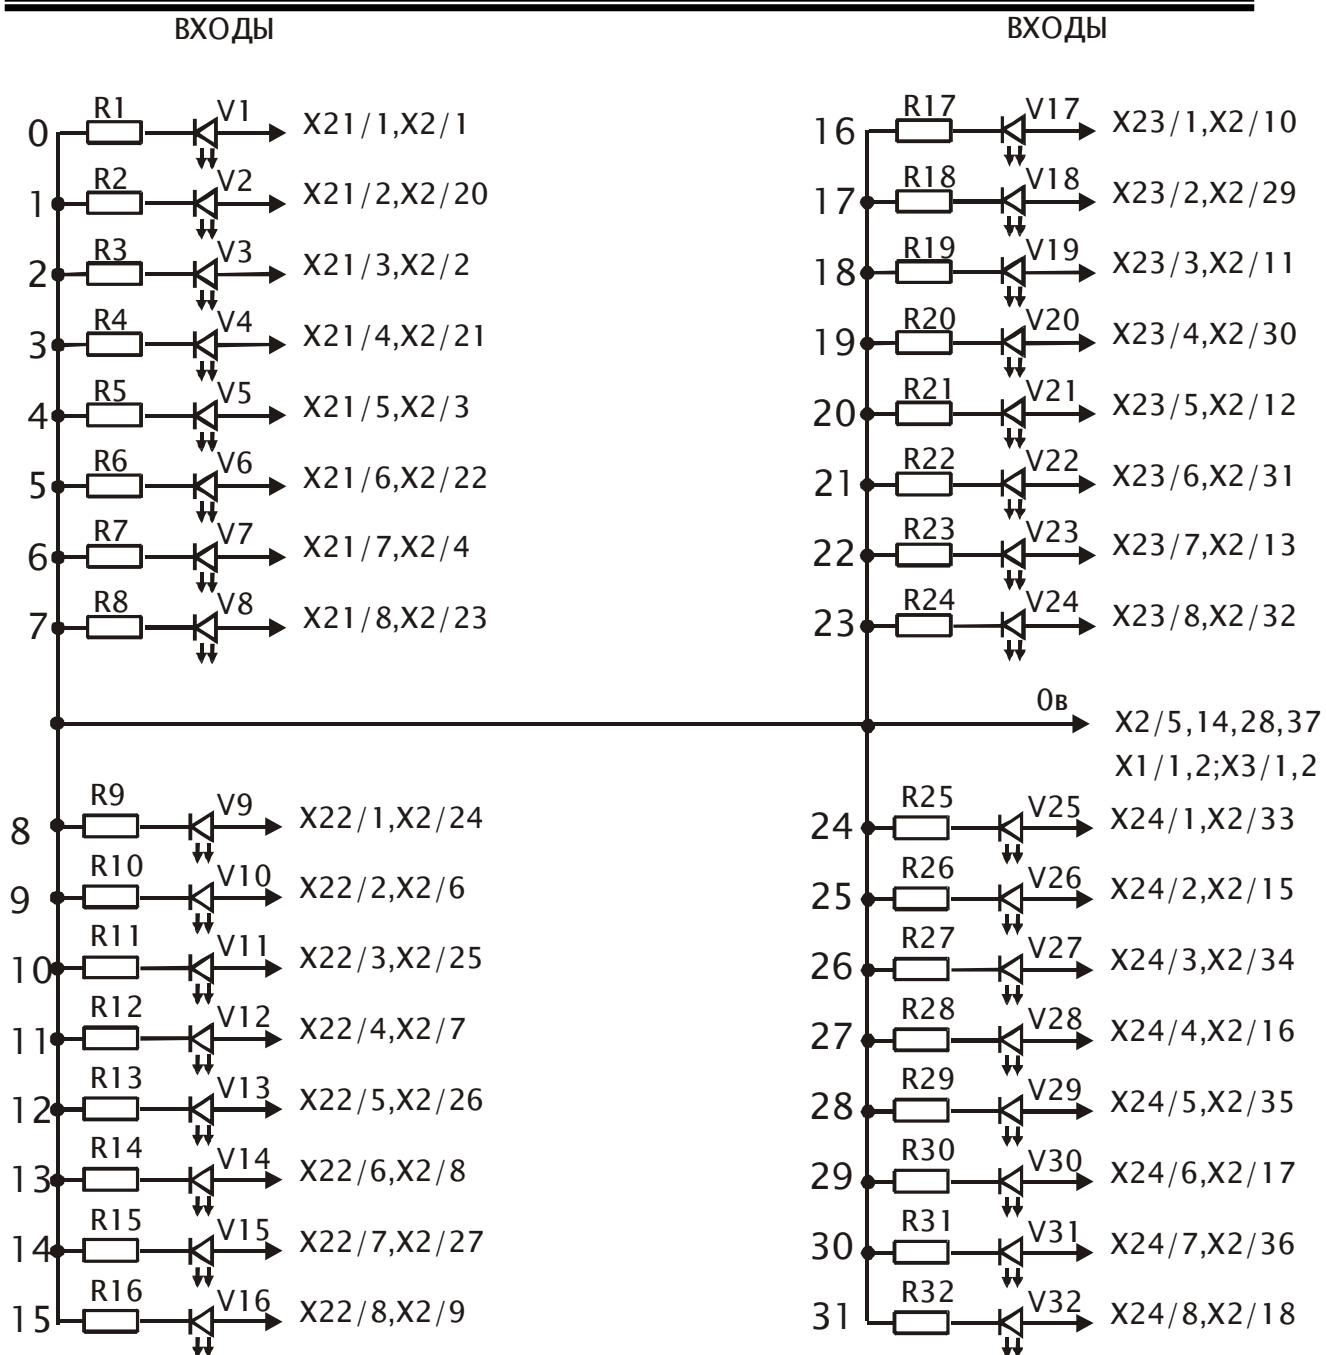 ВХОДЫ ВХОДЫ
R1 V1 X21/1,X2/1
0
R2 V2 X21/2,X2/20
1
R3 V3 X21/3,X2/2
2
R4 V4 X21/4,X2/21
3
R5 V5 X21/5,X2/3
4
R6 V6 X21/6,X2/22
5
R7 V7 X21/7,X2/4
6
R8 V8 X21/8,X2/23
7
R17 V17 X23/1,X2/10
16
R18 V18 X23/2,X2/29
17
R19 V19 X23/3,X2/11
18
R20 V20 X23/4,X2/30
19
R21 V21 X23/5,X2/12
20
R22 V22 X23/6,X2/31
21
R23 V23 X23/7,X2/13
22
R24 V24 X23/8,X2/32
23
0в
X2/5,14,28,37
X1/1,2;X3/1,2
R9 V9 X22/1,X2/24
8
R10 V10 X22/2,X2/6
9
R11 V11 X22/3,X2/25
10
R12 V12 X22/4,X2/7
11
R13 V13 X22/5,X2/26
12
R14 V14 X22/6,X2/8
13
R15 V15 X22/7,X2/27
14
R16 V16 X22/8,X2/9
15
R25 V25 X24/1,X2/33
24
R26 V26 X24/2,X2/15
25
R27 V27 X24/3,X2/34
26
R28 V28 X24/4,X2/16
27
R29 V29 X24/5,X2/35
28
R30 V30 X24/6,X2/17
29
R31 V31 X24/7,X2/36
30
R32 V32 X24/8,X2/18
31